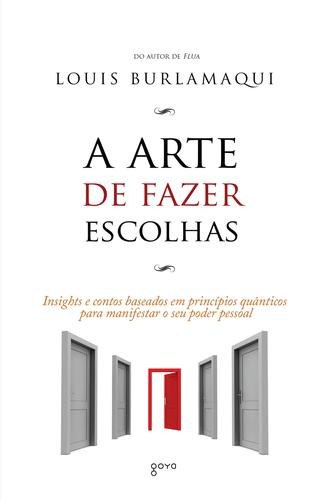 DO AUTOR DE FLUA
LOUIS BURLAMAQUI
A ARTE
DE FAZER
ESCOLHAS
Insights e contos baseados em princípios quânticos
para manifestar o seu poder pessoal
goya